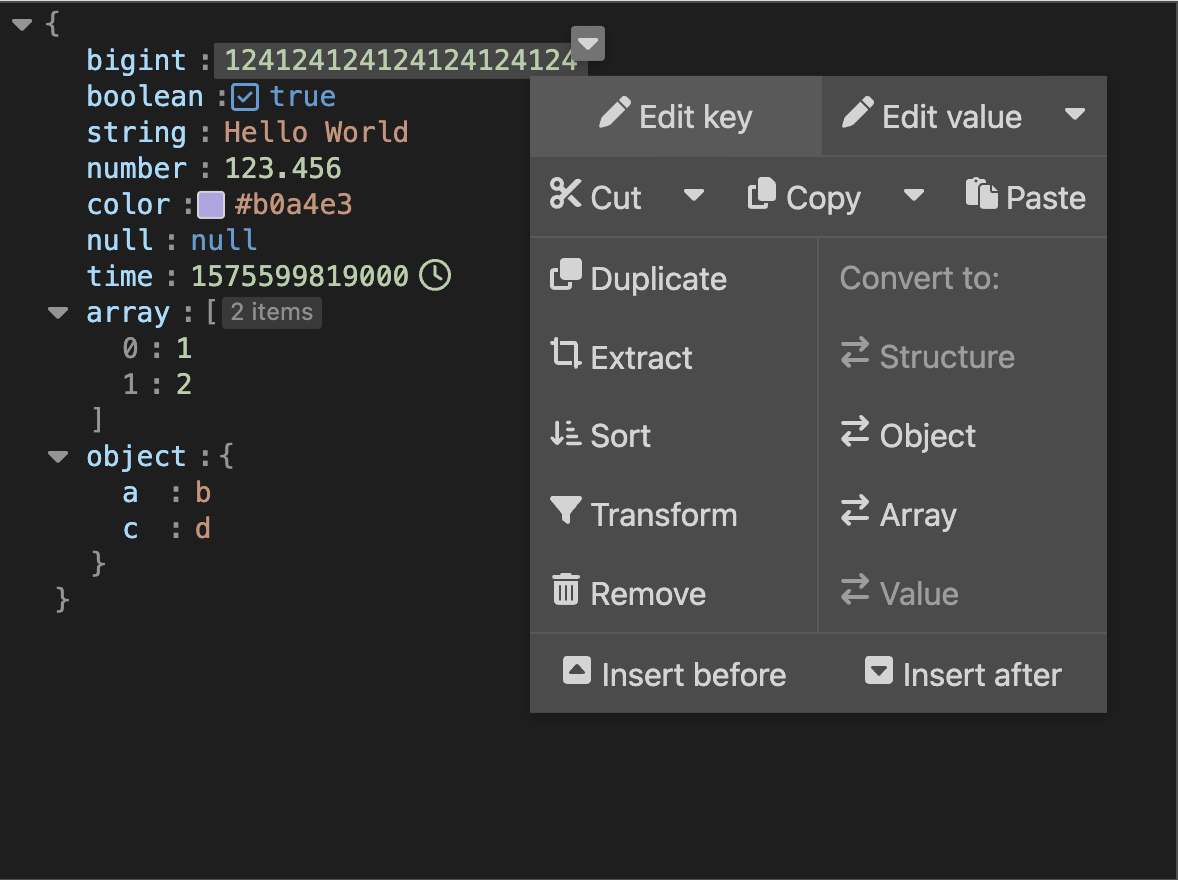 {
bigint : 124124124124124124124
boolean : true
string : Hello World
number : 123.456
color : #b0a4e3
null : null
time : 1575599819000
array : [ 2 items
0 : 1
1 : 2
]
object : {
a : b
c : d
}
}
Edit key Edit value
Cut Copy Paste
Duplicate
Extract
Sort
Transform
Remove
Convert to:
Structure
Object
Array
Value
Insert before Insert after